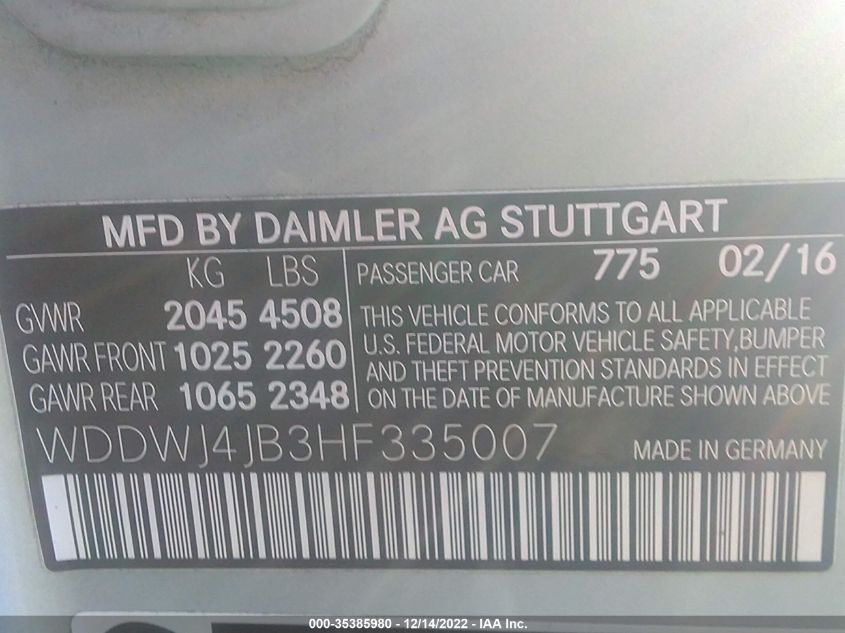 MFD BY DAIMLER AG STUTTGART
KG LBS
GVWR 2045 4508
GAWR FRONT 1025 2260
GAWR REAR 1065 2348
PASSENGER CAR 775 02/16
THIS VEHICLE CONFORMS TO ALL APPLICABLE
U.S. FEDERAL MOTOR VEHICLE SAFETY,BUMPER
AND THEFT PREVENTION STANDARDS IN EFFECT
ON THE DATE OF MANUFACTURE SHOWN ABOVE
WDDWJ4JB3HF335007 MADE IN GERMANY
000-35385980 - 12/14/2022 - IAA Inc.